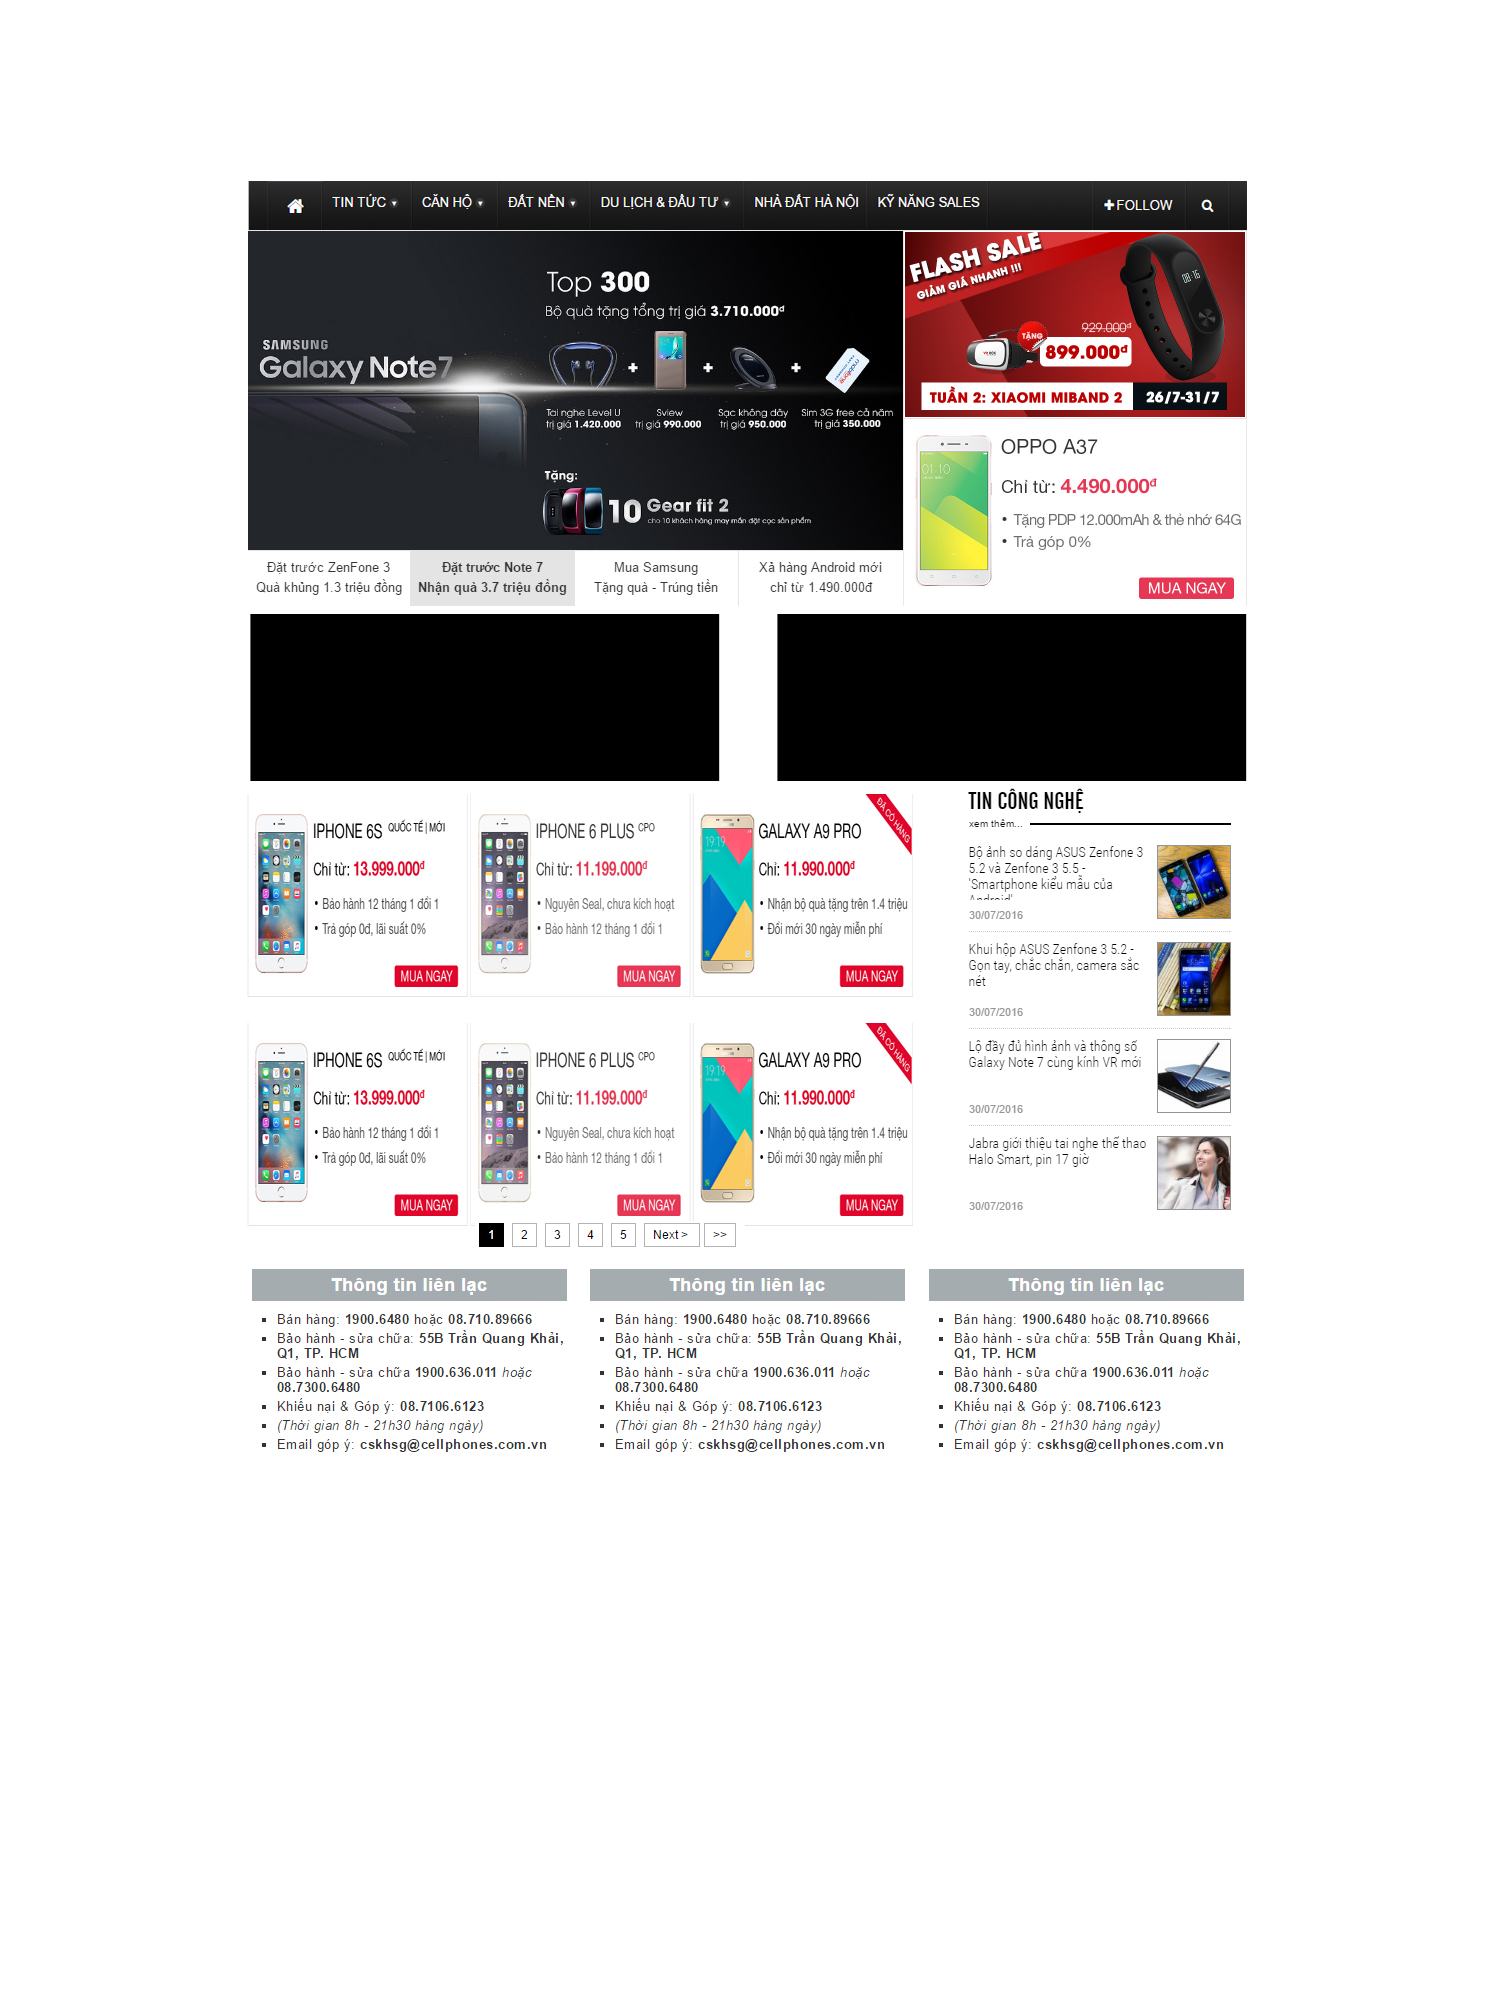 TIN TỨC ▾ CĂN HỘ ▾ ĐẤT NỀN ▾ DU LỊCH & ĐẦU TƯ ▾ NHÀ ĐẤT HÀ NỘI KỸ NĂNG SALES FOLLOW
SAMSUNG
Galaxy Note7
Top 300
Bộ quà tặng tổng trị giá 3.710.000đ
Tai nghe Level U
trị giá 1.420.000
Sview
trị giá 990.000
Sạc không dây
trị giá 950.000
Sim 3G free cả năm
trị giá 350.000
Tặng:
10 Gear fit 2
cho 10 khách hàng may mắn đặt cọc sản phẩm
Đặt trước ZenFone 3
Quà khủng 1.3 triệu đồng
Đặt trước Note 7
Nhận quà 3.7 triệu đồng
Mua Samsung
Tặng quà - Trúng tiền
Xả hàng Android mới
chỉ từ 1.490.000đ
FLASH SALE
GIẢM GIÁ NHANH !!!
08:16
929.000đ
TẶNG
899.000đ
TUẦN 2: XIAOMI MIBAND 2 26/7-31/7
OPPO A37
01:10
Chỉ từ: 4.490.000đ
• Tặng PDP 12.000mAh & thẻ nhớ 64G
• Trả góp 0%
MUA NGAY
IPHONE 6S QUỐC TẾ | MỚI
Chỉ từ: 13.999.000đ
• Bảo hành 12 tháng 1 đổi 1
• Trả góp 0đ, lãi suất 0%
MUA NGAY
IPHONE 6 PLUS CPO
Chỉ từ: 11.199.000đ
• Nguyên Seal, chưa kích hoạt
• Bảo hành 12 tháng 1 đổi 1
MUA NGAY
ĐÃ CÓ HÀNG
GALAXY A9 PRO
19:19
Chỉ: 11.990.000đ
• Nhận bộ quà tặng trên 1.4 triệu
• Đổi mới 30 ngày miễn phí
MUA NGAY
IPHONE 6S QUỐC TẾ | MỚI
Chỉ từ: 13.999.000đ
• Bảo hành 12 tháng 1 đổi 1
• Trả góp 0đ, lãi suất 0%
MUA NGAY
IPHONE 6 PLUS CPO
Chỉ từ: 11.199.000đ
• Nguyên Seal, chưa kích hoạt
• Bảo hành 12 tháng 1 đổi 1
MUA NGAY
ĐÃ CÓ HÀNG
GALAXY A9 PRO
19:19
Chỉ: 11.990.000đ
• Nhận bộ quà tặng trên 1.4 triệu
• Đổi mới 30 ngày miễn phí
MUA NGAY
1 2 3 4 5 Next > >>
TIN CÔNG NGHỆ
xem thêm...
Bộ ảnh so dáng ASUS Zenfone 3
5.2 và Zenfone 3 5.5 -
'Smartphone kiểu mẫu của
Android'
30/07/2016
Khui hộp ASUS Zenfone 3 5.2 -
Gọn tay, chắc chắn, camera sắc
nét
30/07/2016
Lộ đầy đủ hình ảnh và thông số
Galaxy Note 7 cùng kính VR mới
30/07/2016
Jabra giới thiệu tai nghe thể thao
Halo Smart, pin 17 giờ
30/07/2016
Thông tin liên lạc
Bán hàng: 1900.6480 hoặc 08.710.89666
Bảo hành - sửa chữa: 55B Trần Quang Khải,
Q1, TP. HCM
Bảo hành - sửa chữa 1900.636.011 hoặc
08.7300.6480
Khiếu nại & Góp ý: 08.7106.6123
(Thời gian 8h - 21h30 hàng ngày)
Email góp ý: cskhsg@cellphones.com.vn
Thông tin liên lạc
Bán hàng: 1900.6480 hoặc 08.710.89666
Bảo hành - sửa chữa: 55B Trần Quang Khải,
Q1, TP. HCM
Bảo hành - sửa chữa 1900.636.011 hoặc
08.7300.6480
Khiếu nại & Góp ý: 08.7106.6123
(Thời gian 8h - 21h30 hàng ngày)
Email góp ý: cskhsg@cellphones.com.vn
Thông tin liên lạc
Bán hàng: 1900.6480 hoặc 08.710.89666
Bảo hành - sửa chữa: 55B Trần Quang Khải,
Q1, TP. HCM
Bảo hành - sửa chữa 1900.636.011 hoặc
08.7300.6480
Khiếu nại & Góp ý: 08.7106.6123
(Thời gian 8h - 21h30 hàng ngày)
Email góp ý: cskhsg@cellphones.com.vn